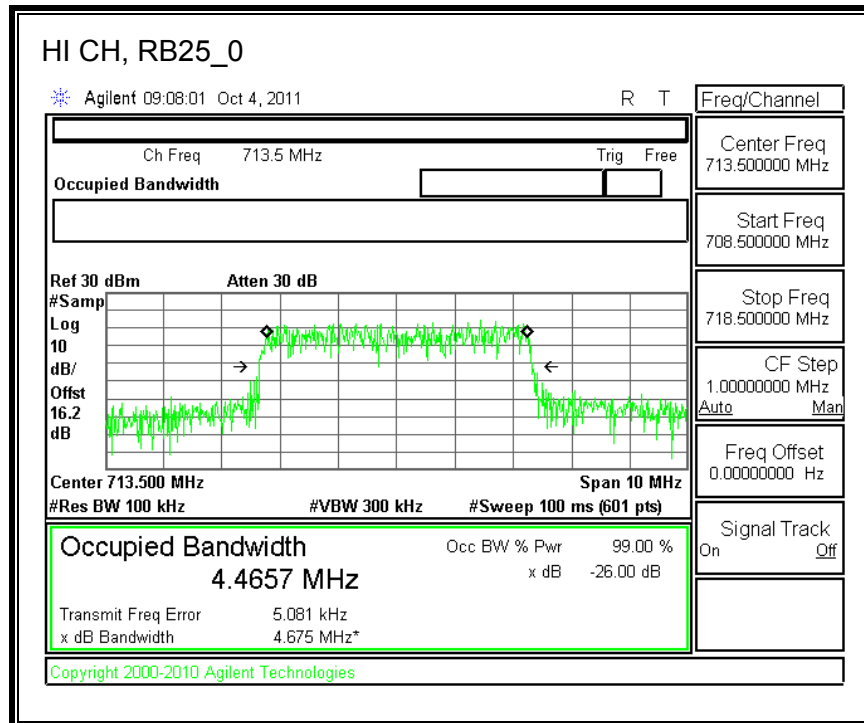 HI CH, RB25_0
Agilent 09:08:01 Oct 4, 2011 R T
Freq/Channel
Ch Freq 713.5 MHz Trig Free
Occupied Bandwidth
Center Freq
713.500000 MHz
Start Freq
708.500000 MHz
Stop Freq
718.500000 MHz
CF Step
1.00000000 MHz
Auto Man
Freq Offset
0.00000000 Hz
Signal Track
On Off
Ref 30 dBm Atten 30 dB
#Samp
Log
10
dB/
Offst
16.2
dB
Center 713.500 MHz Span 10 MHz
#Res BW 100 kHz #VBW 300 kHz #Sweep 100 ms (601 pts)
Occupied Bandwidth
4.4657 MHz
Occ BW % Pwr 99.00 %
x dB -26.00 dB
Transmit Freq Error 5.081 kHz
x dB Bandwidth 4.675 MHz*
Copyright 2000-2010 Agilent Technologies